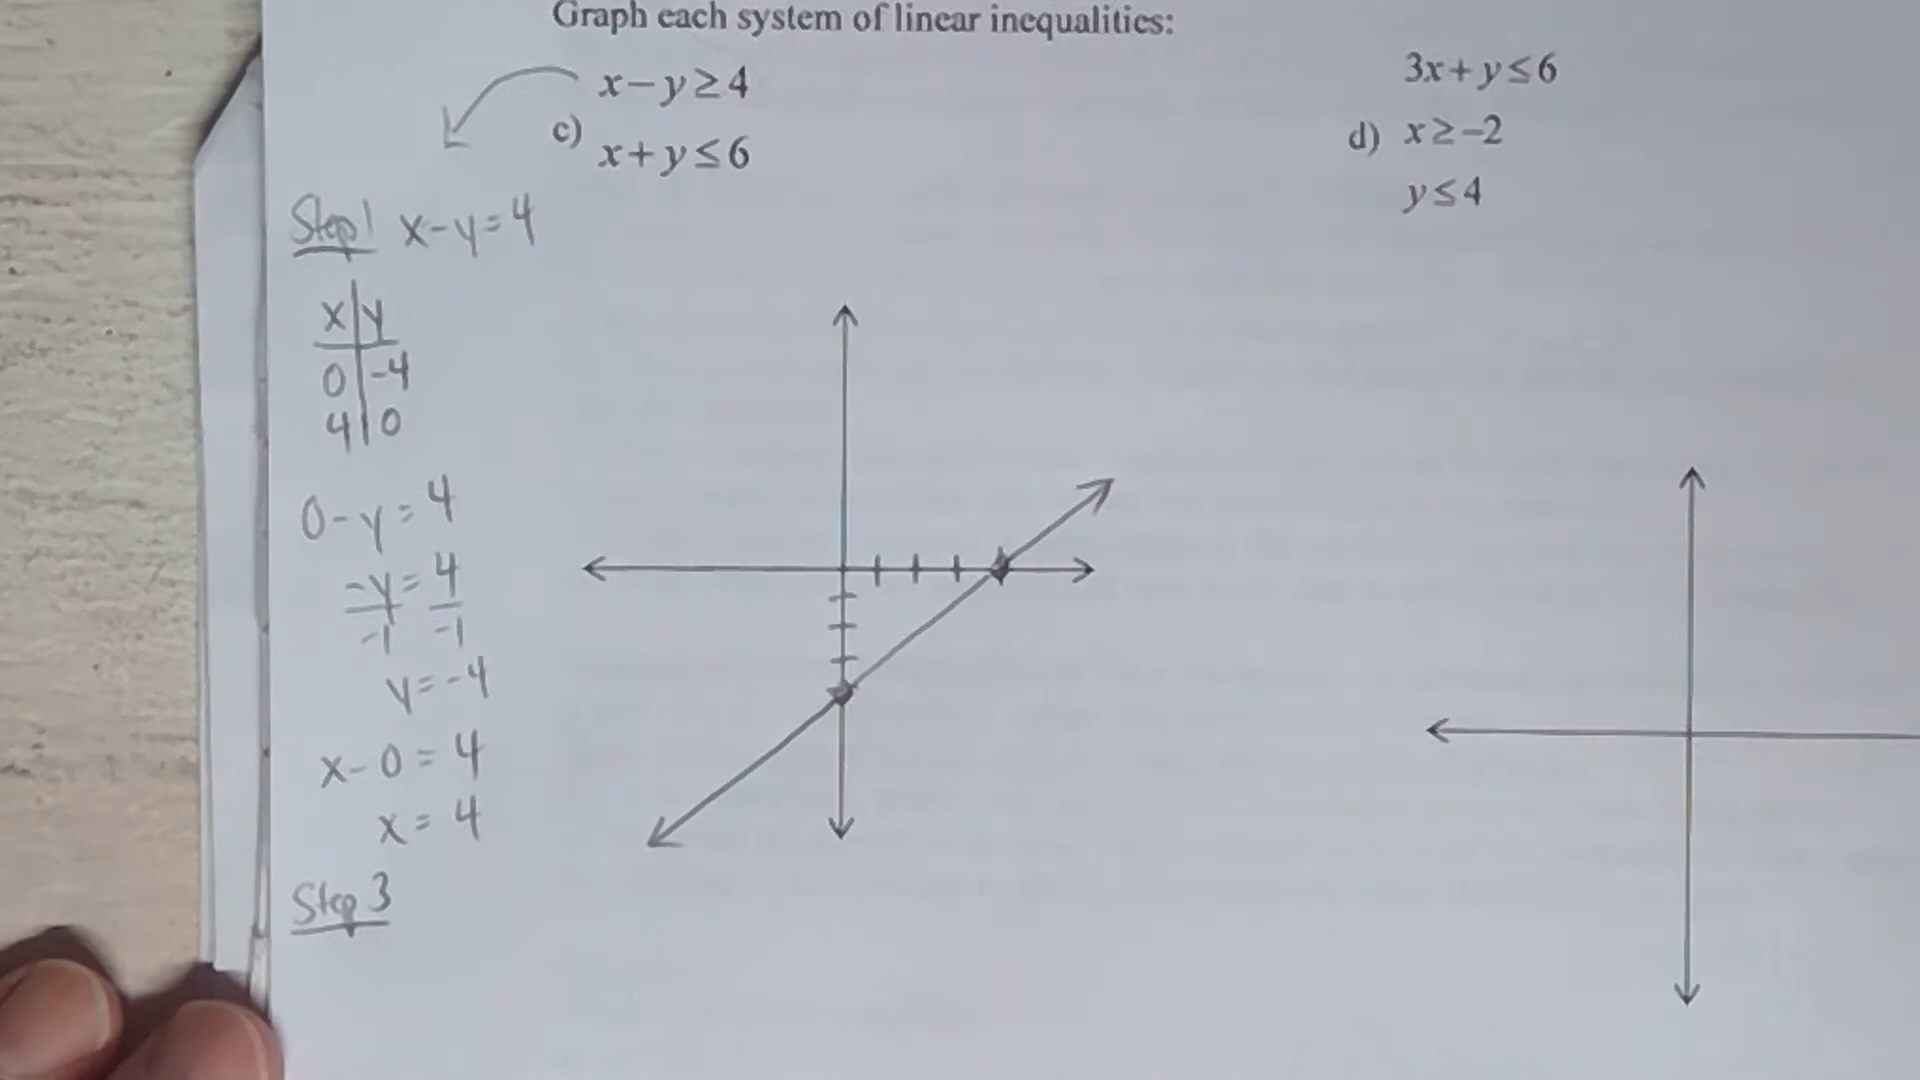 Graph each system of linear inequalities:
x-y≥4
c)
x+y≤6
3x+y≤6
d) x≥-2
y≤4
Step 1 x-y=4
x|y
0|-4
4|0
0-y=4
-y=4
-1 -1
y=-4
x-0=4
x=4
Step 3